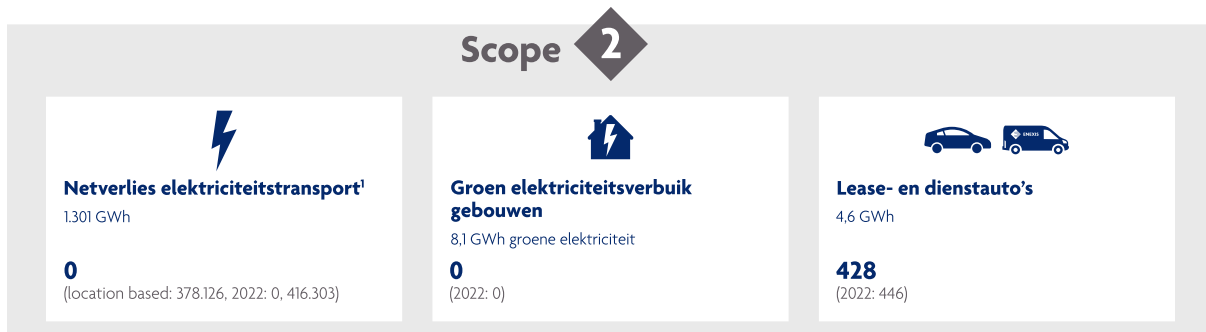 Scope 2
Netverlies elektriciteitstransport¹
1.301 GWh
0
(location based: 378.126, 2022: 0, 416.303)
Groen elektriciteitsverbuik
gebouwen
8,1 GWh groene elektriciteit
0
(2022: 0)
ENEXIS
Lease- en dienstauto's
4,6 GWh
428
(2022: 446)